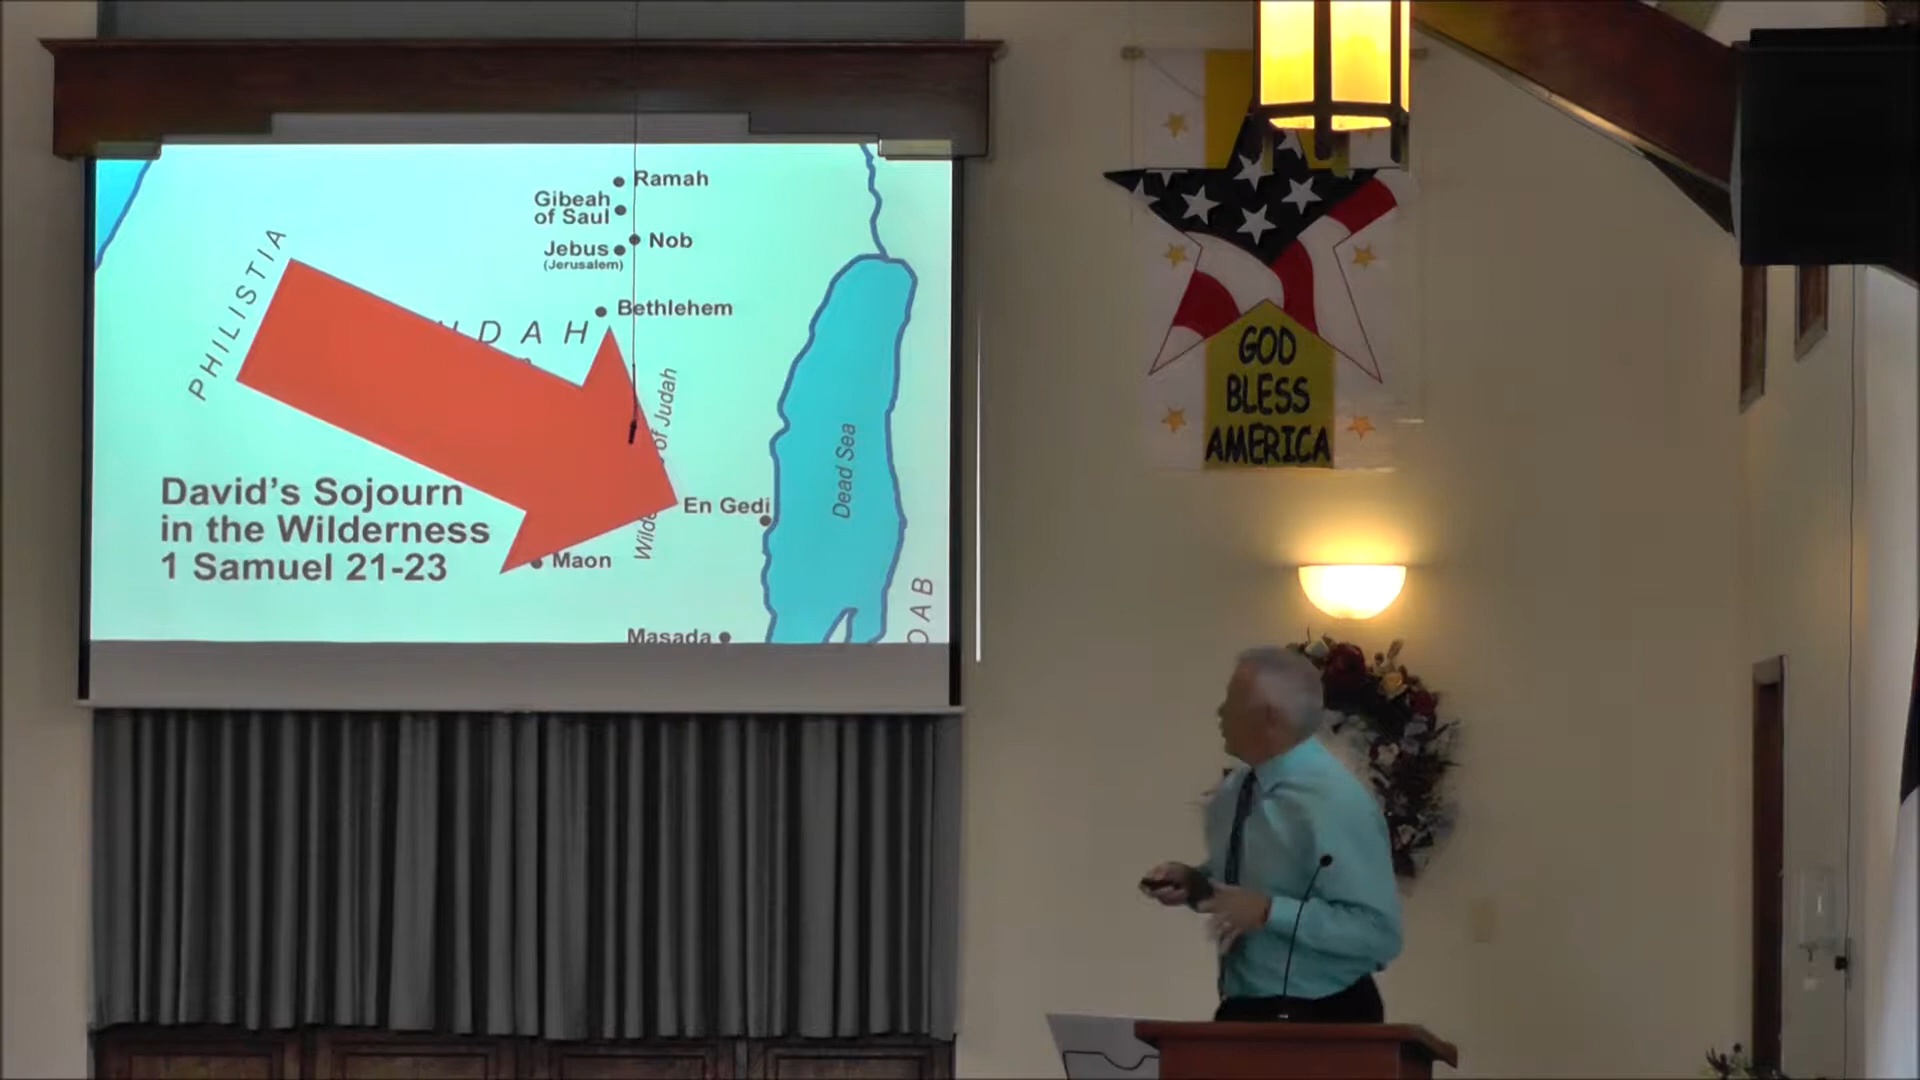 Ramah
Gibeah
of Saul
Nob
Jebus
(Jerusalem)
PHILISTIA
Bethlehem
DAH
of Judah
Dead Sea
David's Sojourn
in the Wilderness
1 Samuel 21-23
En Gedi
Maon
Masada
GOD
BLESS
AMERICA